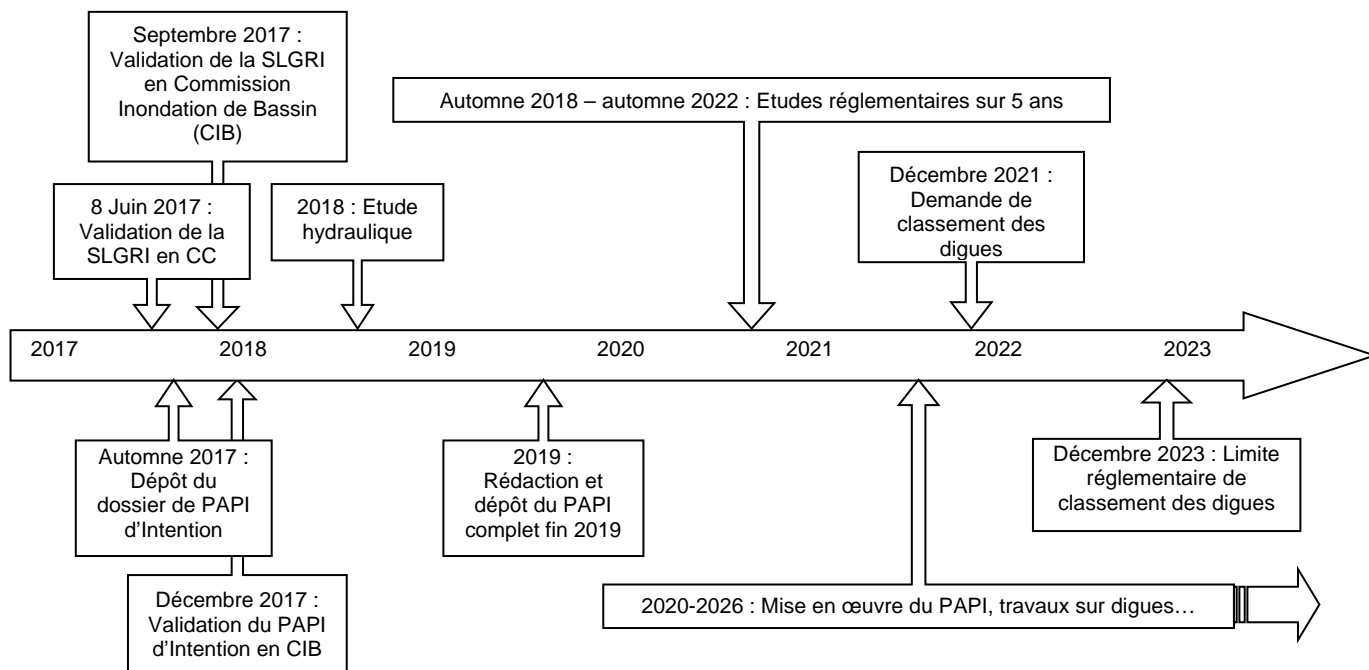 Septembre 2017 :
Validation de la SLGRI
en Commission
Inondation de Bassin
(CIB)
Automne 2018 – automne 2022 : Etudes réglementaires sur 5 ans
8 Juin 2017 :
Validation de la
SLGRI en CC
2018 : Etude
hydraulique
Décembre 2021 :
Demande de
classement des
digues
2017 2018 2019 2020 2021 2022 2023
Automne 2017 :
Dépôt du
dossier de PAPI
d’Intention
2019 :
Rédaction et
dépôt du PAPI
complet fin 2019
Décembre 2023 : Limite
réglementaire de
classement des digues
Décembre 2017 :
Validation du PAPI
d’Intention en CIB
2020-2026 : Mise en œuvre du PAPI, travaux sur digues…